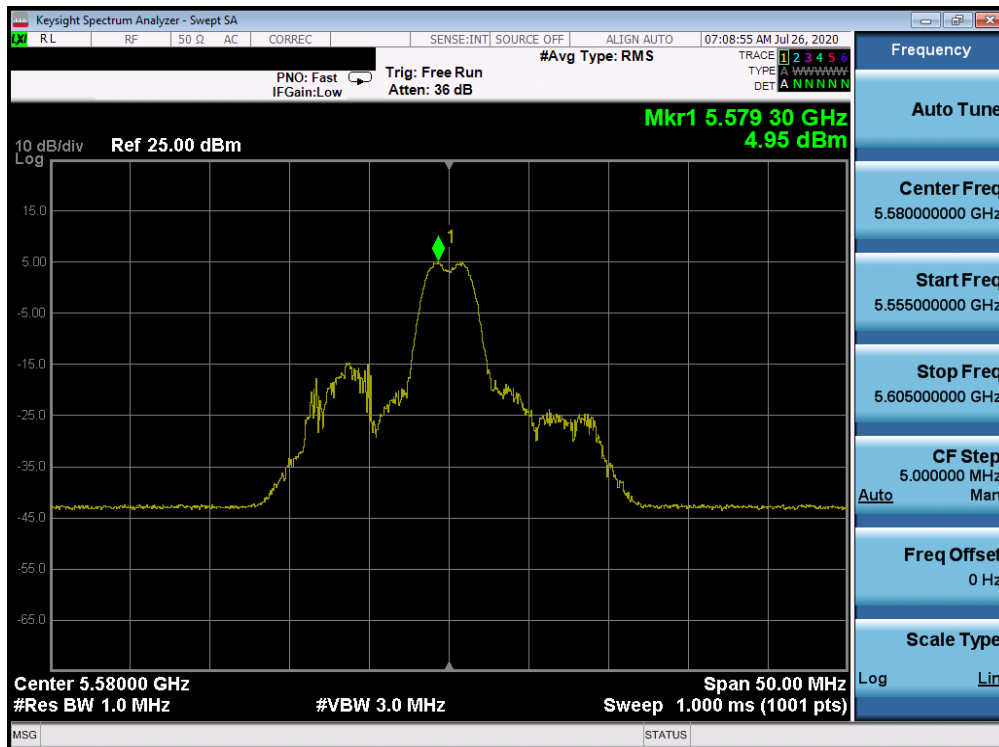 Keysight Spectrum Analyzer - Swept SA
LXI RL RF 50 Ω AC CORREC SENSE:INT SOURCE OFF ALIGN AUTO 07:08:55 AM Jul 26, 2020
#Avg Type: RMS
TRACE 1 2 3 4 5 6
PNO: Fast
Trig: Free Run
TYPE A WWWWW
IFGain:Low
Atten: 36 dB
DET A N N N N N
Mkr1 5.579 30 GHz
4.95 dBm
10 dB/div Ref 25.00 dBm
Log
15.0
1
5.00
-5.00
-15.0
-25.0
-35.0
-45.0
-55.0
-65.0
Center 5.58000 GHz
Span 50.00 MHz
#Res BW 1.0 MHz
#VBW 3.0 MHz
Sweep 1.000 ms (1001 pts)
MSG
STATUS
Frequency
Auto Tune
Center Freq
5.580000000 GHz
Start Freq
5.555000000 GHz
Stop Freq
5.605000000 GHz
CF Step
5.000000 MHz
Auto Man
Freq Offset
0 Hz
Scale Type
Log Lin